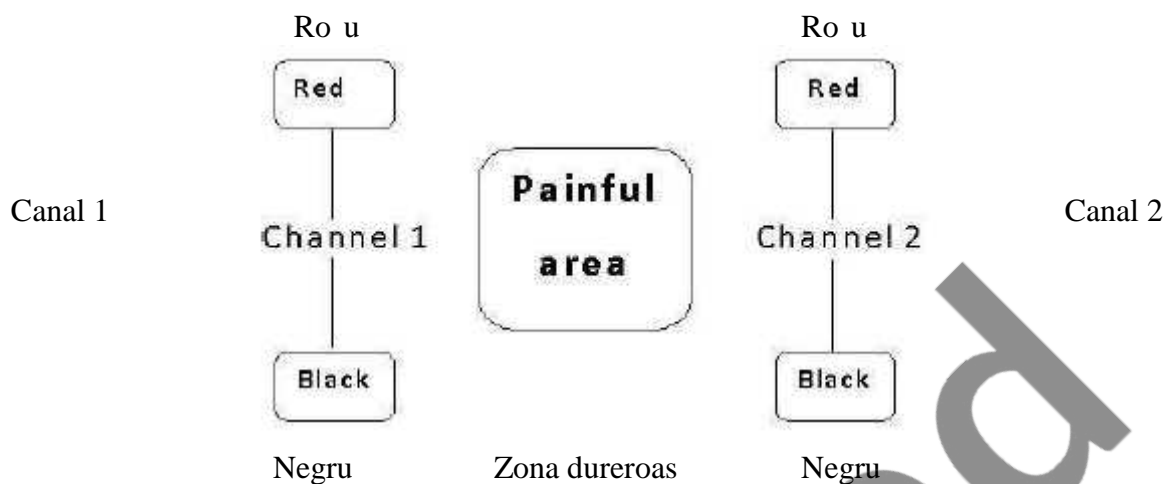 Ro u Ro u
Red Red
Painful
Canal 1 Channel 1 Channel 2 Canal 2
area
Black Black
Negru Zona dureroas Negru